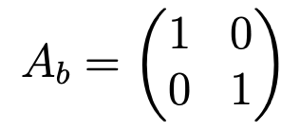 A_b = \begin{pmatrix} 1 & 0 \\ 0 & 1 \end{pmatrix}